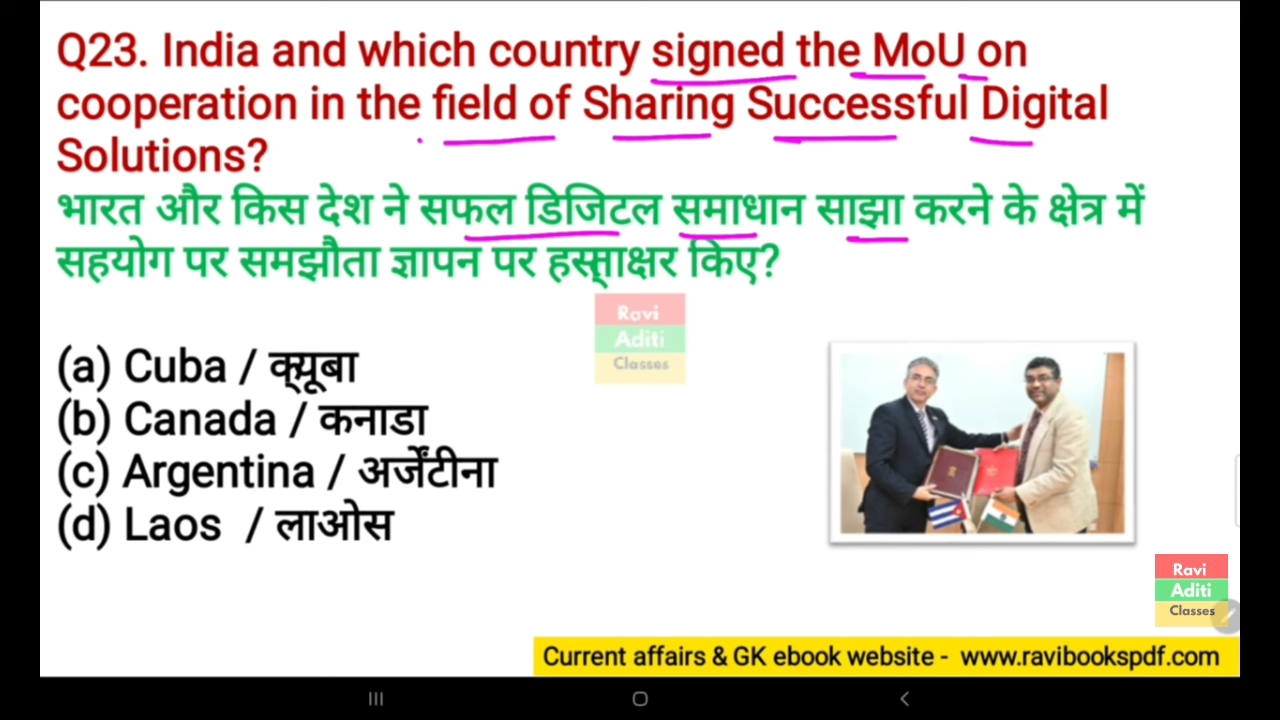 Q23. India and which country signed the MoU on
cooperation in the field of Sharing Successful Digital
Solutions?
भारत और किस देश ने सफल डिजिटल समाधान साझा करने के क्षेत्र में
सहयोग पर समझौता ज्ञापन पर हस्ताक्षर किए?
Ravi
Aditi
Classes
(a) Cuba / क्यूबा
(b) Canada / कनाडा
(c) Argentina / अर्जेंटीना
(d) Laos / लाओस
Ravi
Aditi
Classes
Current affairs & GK ebook website - www.ravibookspdf.com